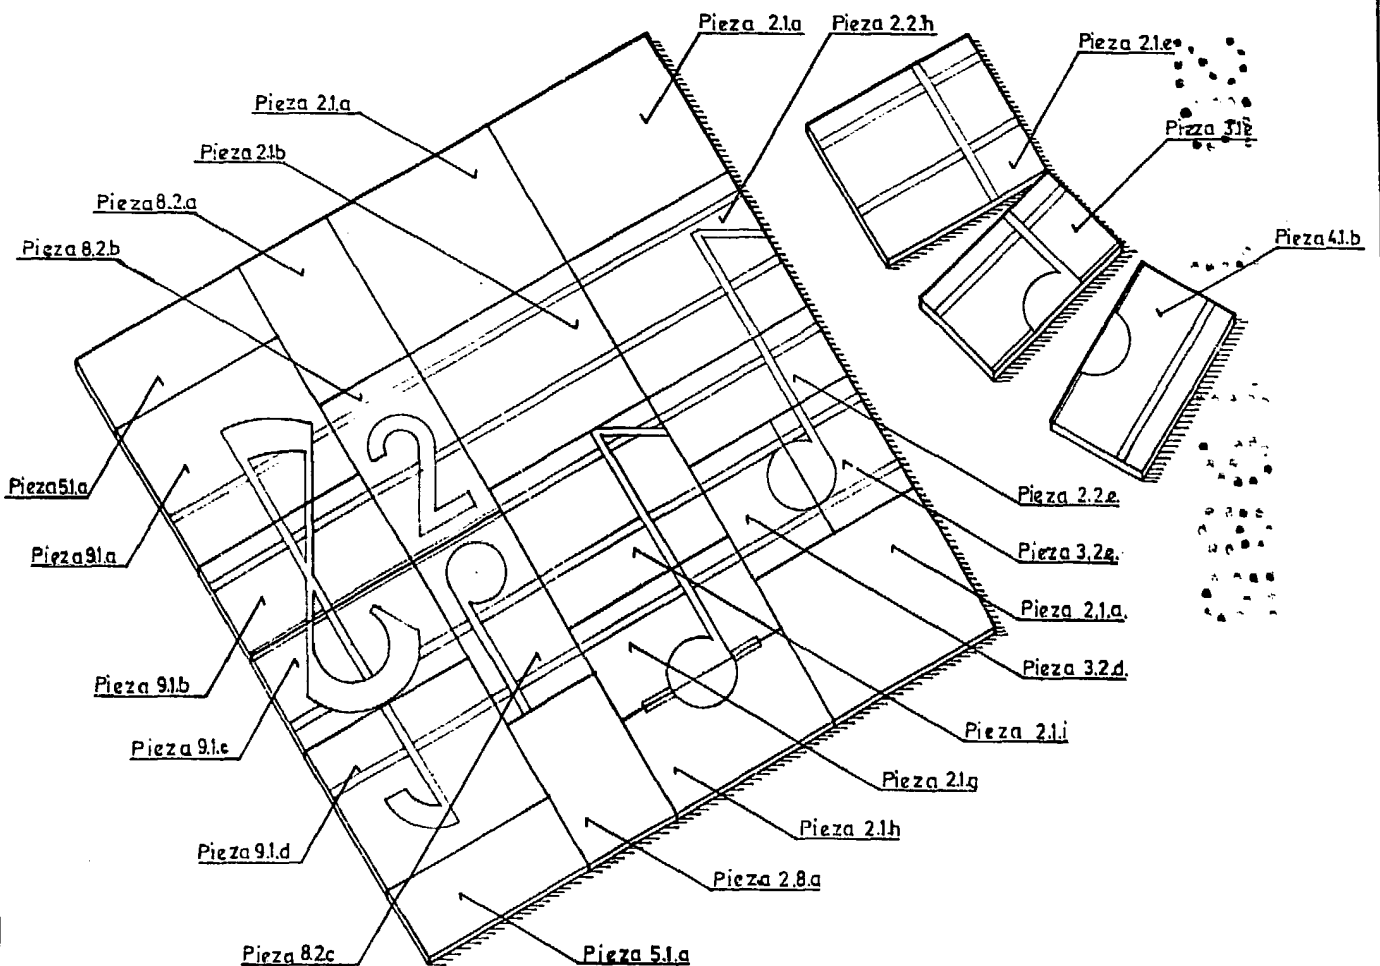 Pieza 2.1.a
Pieza 2.2.h
Pieza 2.1.e
Pieza 2.1.a
Pieza 3.1.e
Pieza 2.1.b
Pieza 8.2.a
Pieza 8.2.b
Pieza 4.1.b
2
Pieza 5.1.a
Pieza 2.2.e.
Pieza 9.1.a
Pieza 3.2.e.
Pieza 2.1.a.
Pieza 3.2.d.
Pieza 9.1.b
Pieza 2.1.i
Pieza 9.1.c
Pieza 2.1.g
Pieza 2.1.h
Pieza 9.1.d
Pieza 2.8.a
Pieza 8.2.c
Pieza 5.1.a